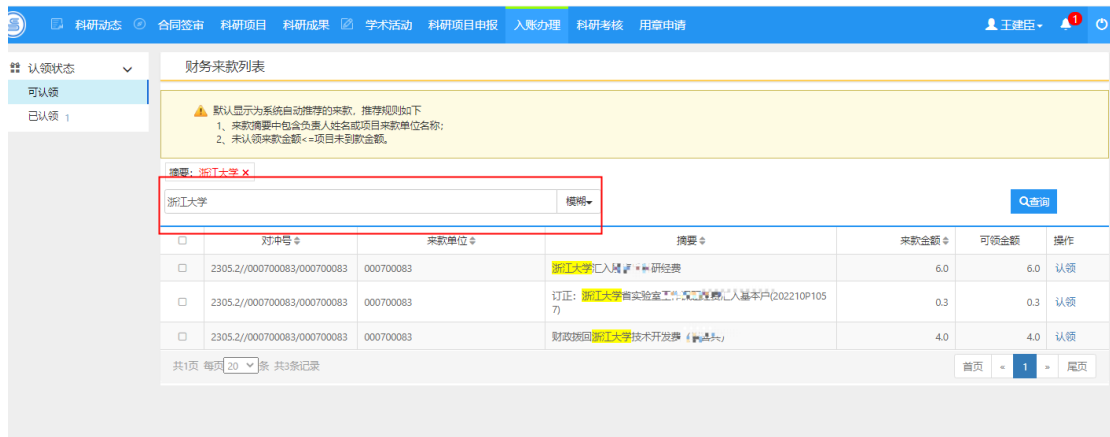 科研动态 合同签审 科研项目 科研成果 学术活动 科研项目申报 入账办理 科研考核 用章申请 王建臣 1
认领状态
可认领
已认领 1
财务来款列表
默认显示为系统自动推荐的来款，推荐规则如下
1、来款摘要中包含负责人姓名或项目来款单位名称；
2、未认领来款金额<=项目未到款金额。
摘要：浙江大学 ×
浙江大学 模糊 查询
对冲号 来款单位 摘要 来款金额 可领金额 操作
2305.2//000700083/000700083 000700083 浙江大学汇入 研经费 6.0 6.0 认领
2305.2//000700083/000700083 000700083 订正：浙江大学省实验室 汇入基本户(202210P105
7) 0.3 0.3 认领
2305.2//000700083/000700083 000700083 财政拨回浙江大学技术开发费 4.0 4.0 认领
共1页 每页 20 条 共3条记录 首页 « 1 » 尾页